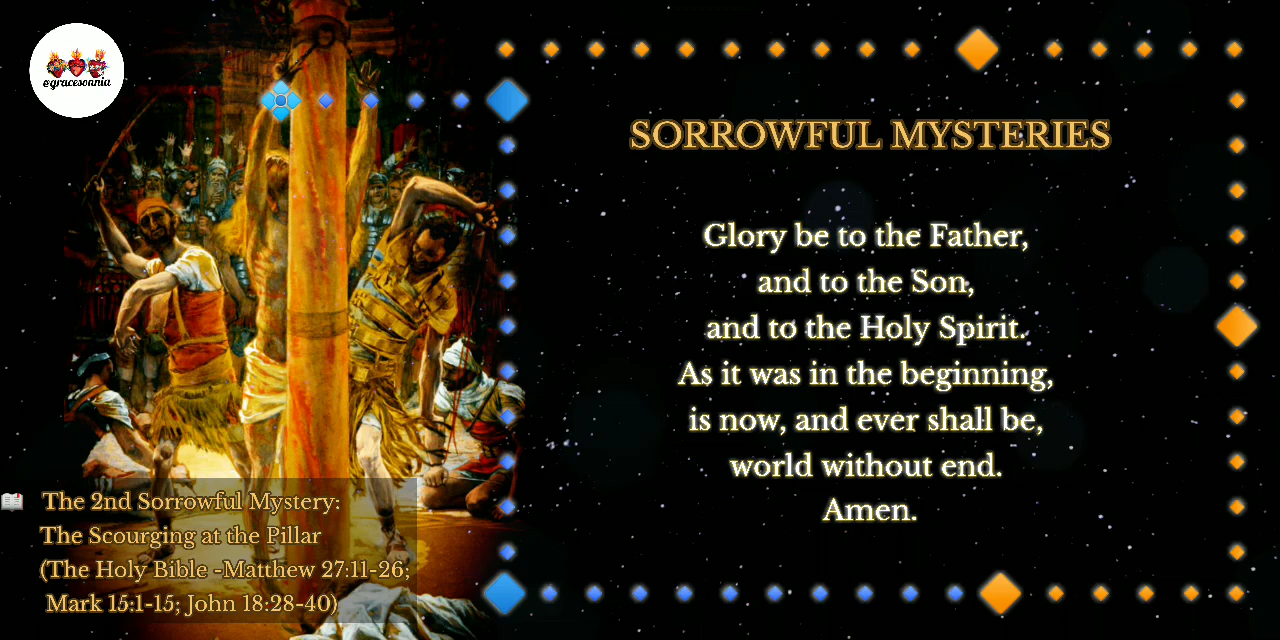 @gracesonnia
SORROWFUL MYSTERIES
Glory be to the Father,
and to the Son,
and to the Holy Spirit.
As it was in the beginning,
is now, and ever shall be,
world without end.
Amen.
The 2nd Sorrowful Mystery:
The Scourging at the Pillar
(The Holy Bible -Matthew 27:11-26;
Mark 15:1-15; John 18:28-40)